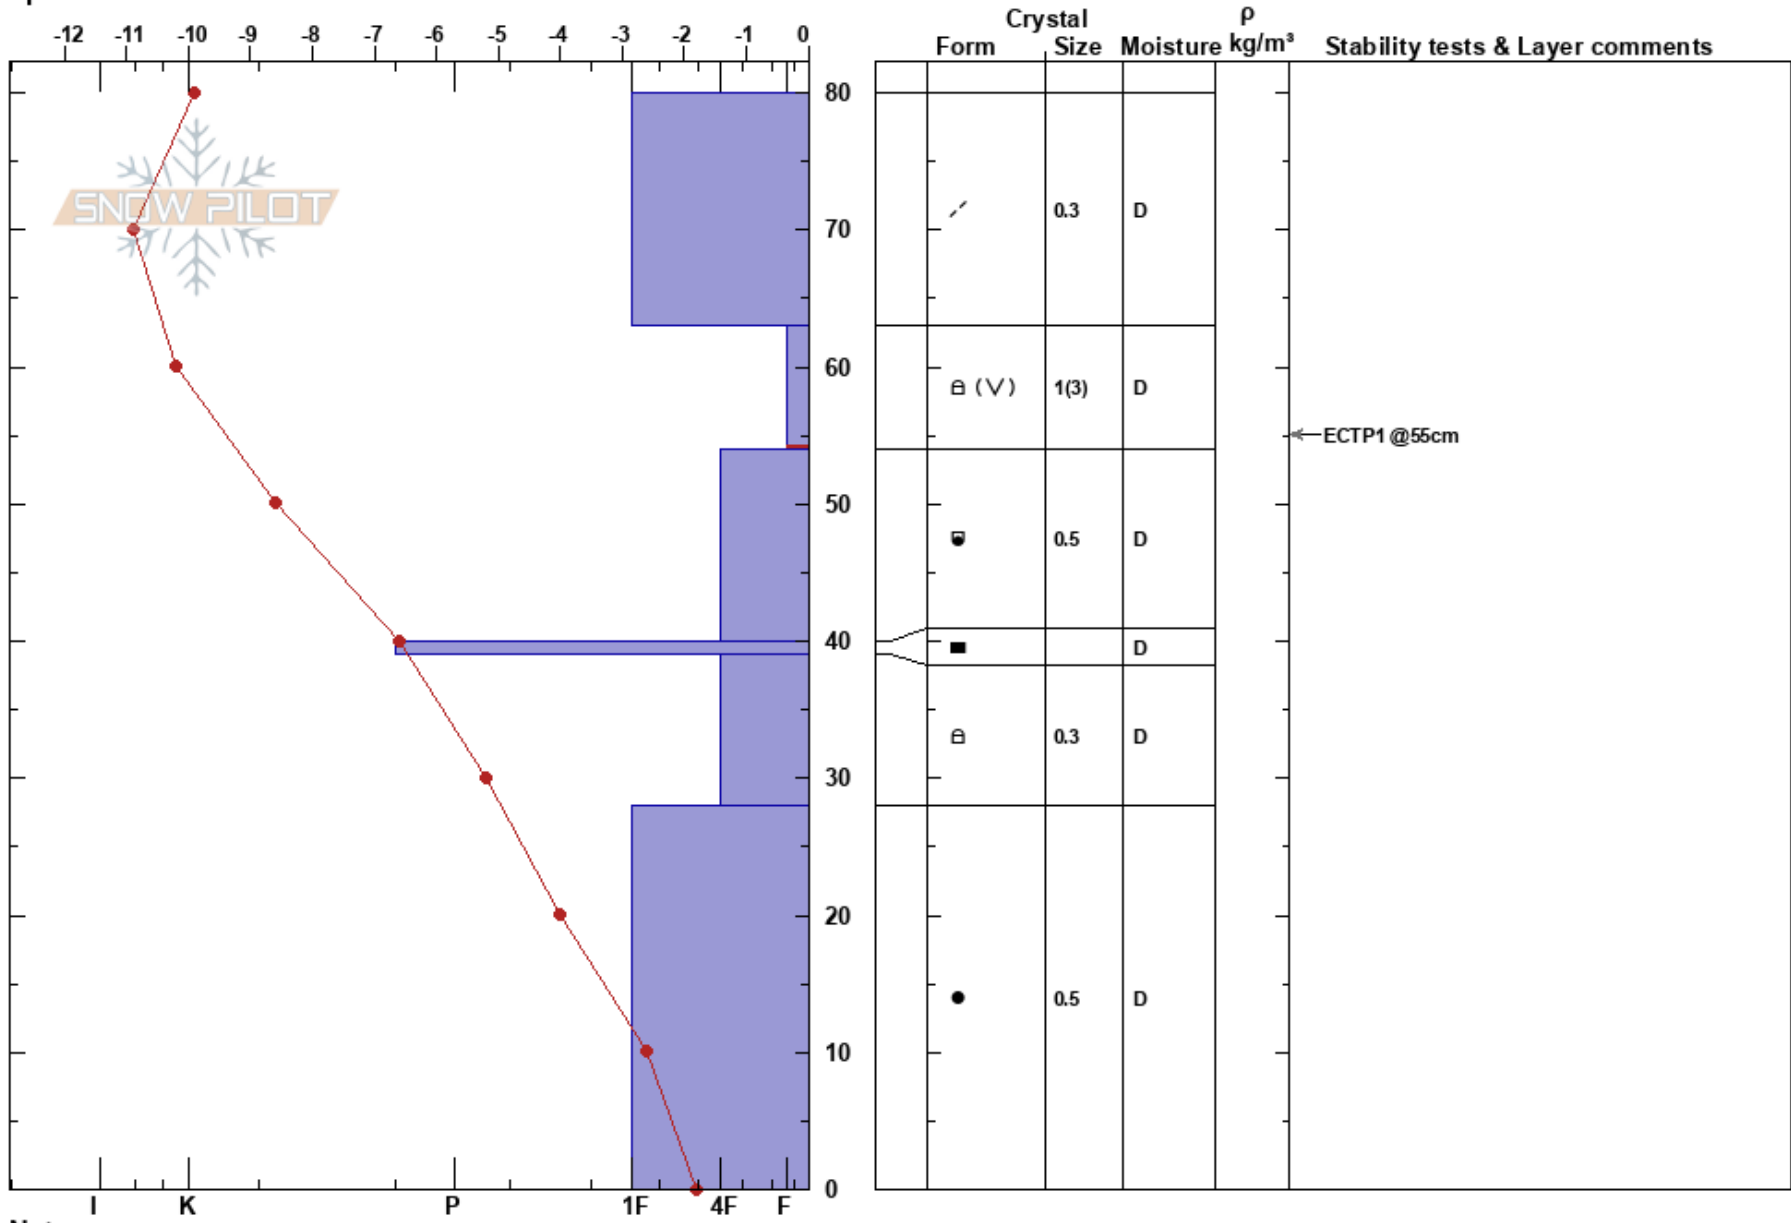 Crystal ρ
-12 -11 -10 -9 -8 -7 -6 -5 -4 -3 -2 -1 0
Form Size Moisture kg/m³ Stability tests & Layer comments
80
SNOW PILOT
0.3 D
70
60
(V) 1(3) D
ECTP1 @55cm
50
0.5 D
40
D
0.3 D
30
20
0.5 D
10
0
I K P 1F 4F F